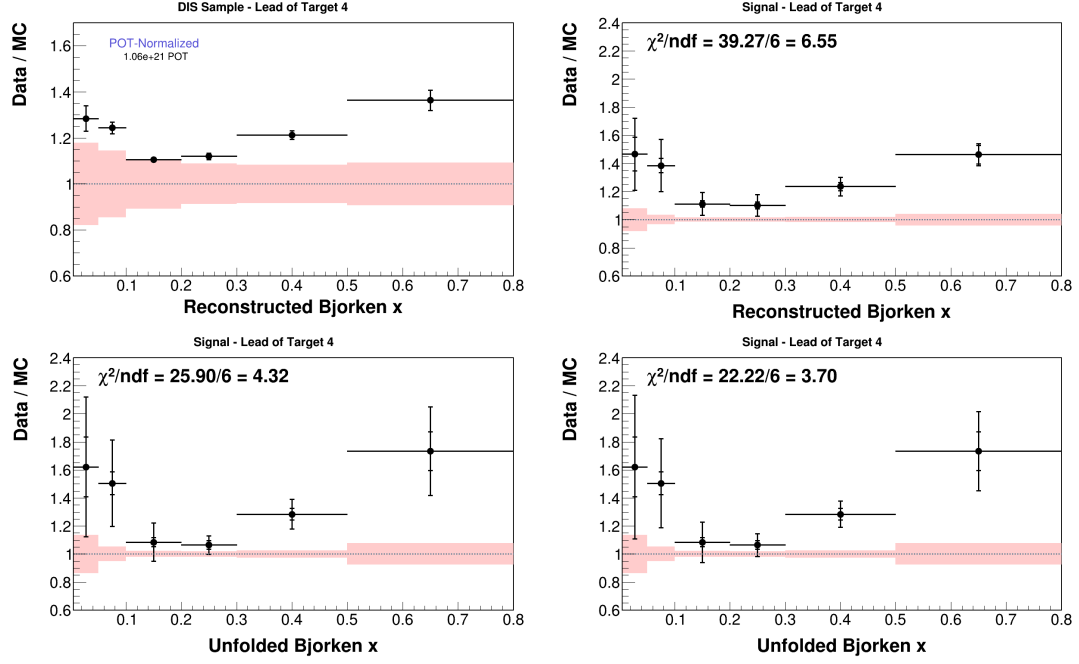 DIS Sample - Lead of Target 4
Data / MC
POT-Normalized
1.06e+21 POT
1.6
1.4
1.2
1
0.8
0.6
0.1 0.2 0.3 0.4 0.5 0.6 0.7 0.8
Reconstructed Bjorken x
Signal - Lead of Target 4
Data / MC
χ²/ndf = 39.27/6 = 6.55
2.4
2.2
2
1.8
1.6
1.4
1.2
1
0.8
0.6
0.1 0.2 0.3 0.4 0.5 0.6 0.7 0.8
Reconstructed Bjorken x
Signal - Lead of Target 4
Data / MC
χ²/ndf = 25.90/6 = 4.32
2.4
2.2
2
1.8
1.6
1.4
1.2
1
0.8
0.6
0.1 0.2 0.3 0.4 0.5 0.6 0.7 0.8
Unfolded Bjorken x
Signal - Lead of Target 4
Data / MC
χ²/ndf = 22.22/6 = 3.70
2.4
2.2
2
1.8
1.6
1.4
1.2
1
0.8
0.6
0.1 0.2 0.3 0.4 0.5 0.6 0.7 0.8
Unfolded Bjorken x